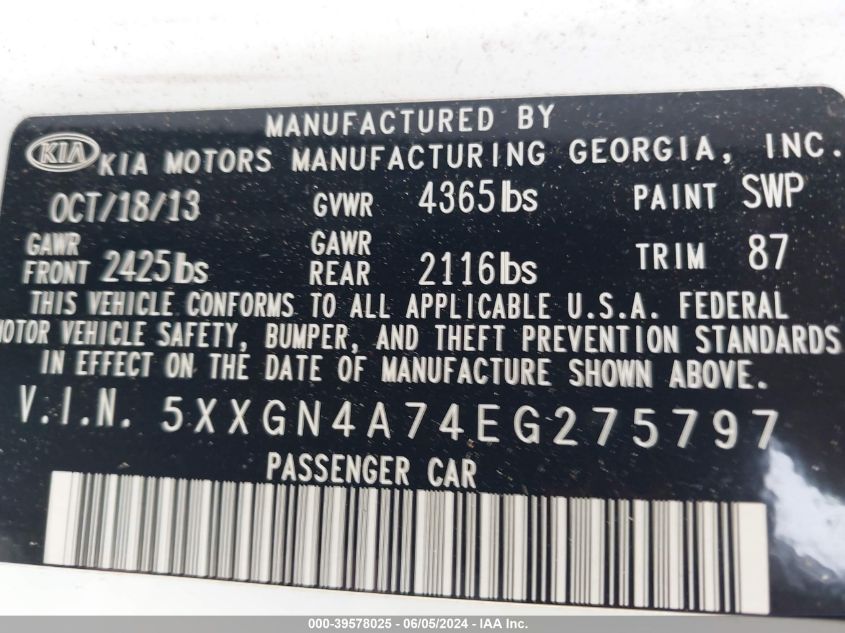 MANUFACTURED BY
KIA KIA MOTORS MANUFACTURING GEORGIA, INC.
OCT/18/13 GVWR 4365lbs PAINT SWP
GAWR FRONT 2425lbs GAWR REAR 2116lbs TRIM 87
THIS VEHICLE CONFORMS TO ALL APPLICABLE U.S.A. FEDERAL
MOTOR VEHICLE SAFETY, BUMPER, AND THEFT PREVENTION STANDARDS
IN EFFECT ON THE DATE OF MANUFACTURE SHOWN ABOVE.
V.I.N. 5XXGN4A74EG275797
PASSENGER CAR
000-39578025 - 06/05/2024 - IAA Inc.